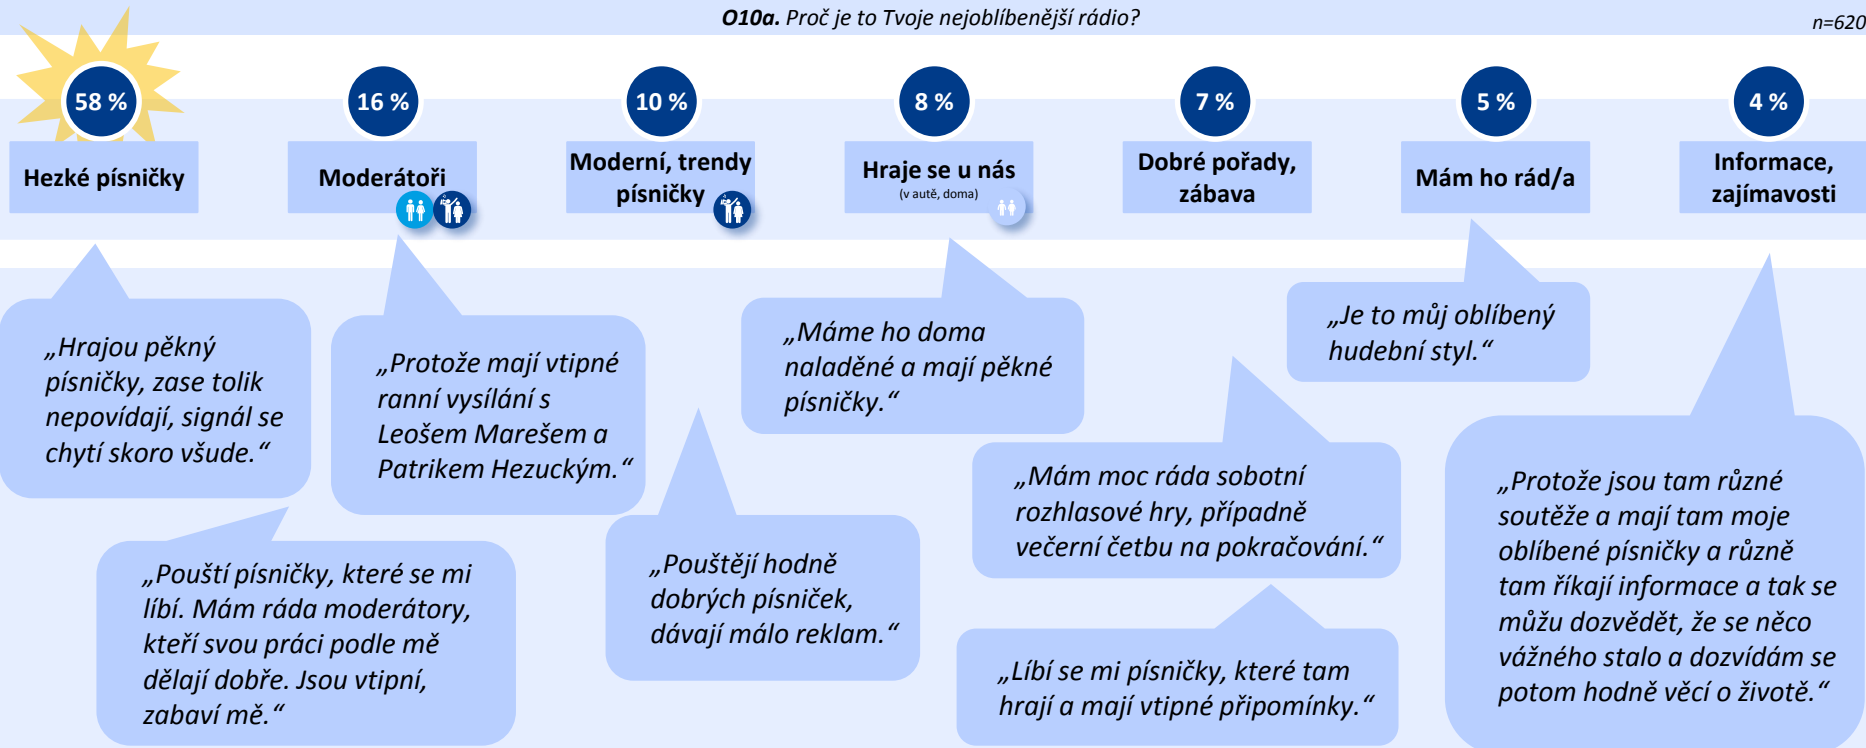 O10a. Proč je to Tvoje nejoblíbenější rádio?
n=620
58 %
16 %
10 %
8 %
7 %
5 %
4 %
Hezké písničky
Moderátoři
Moderní, trendy
písničky
Hraje se u nás
(v autě, doma)
Dobré pořady,
zábava
Mám ho rád/a
Informace,
zajímavosti
„Hrajou pěkný
písničky, zase tolik
nepovídají, signál se
chytí skoro všude.“
„Protože mají vtipné
ranní vysílání s
Leošem Marešem a
Patrikem Hezuckým.“
„Máme ho doma
naladěné a mají pěkné
písničky.“
„Je to můj oblíbený
hudební styl.“
„Pouští písničky, které se mi
líbí. Mám ráda moderátory,
kteří svou práci podle mě
dělají dobře. Jsou vtipní,
zabaví mě.“
„Pouštějí hodně
dobrých písniček,
dávají málo reklam.“
„Mám moc ráda sobotní
rozhlasové hry, případně
večerní četbu na pokračování.“
„Líbí se mi písničky, které tam
hrají a mají vtipné připomínky.“
„Protože jsou tam různé
soutěže a mají tam moje
oblíbené písničky a různě
tam říkají informace a tak se
můžu dozvědět, že se něco
vážného stalo a dozvídám se
potom hodně věcí o životě.“